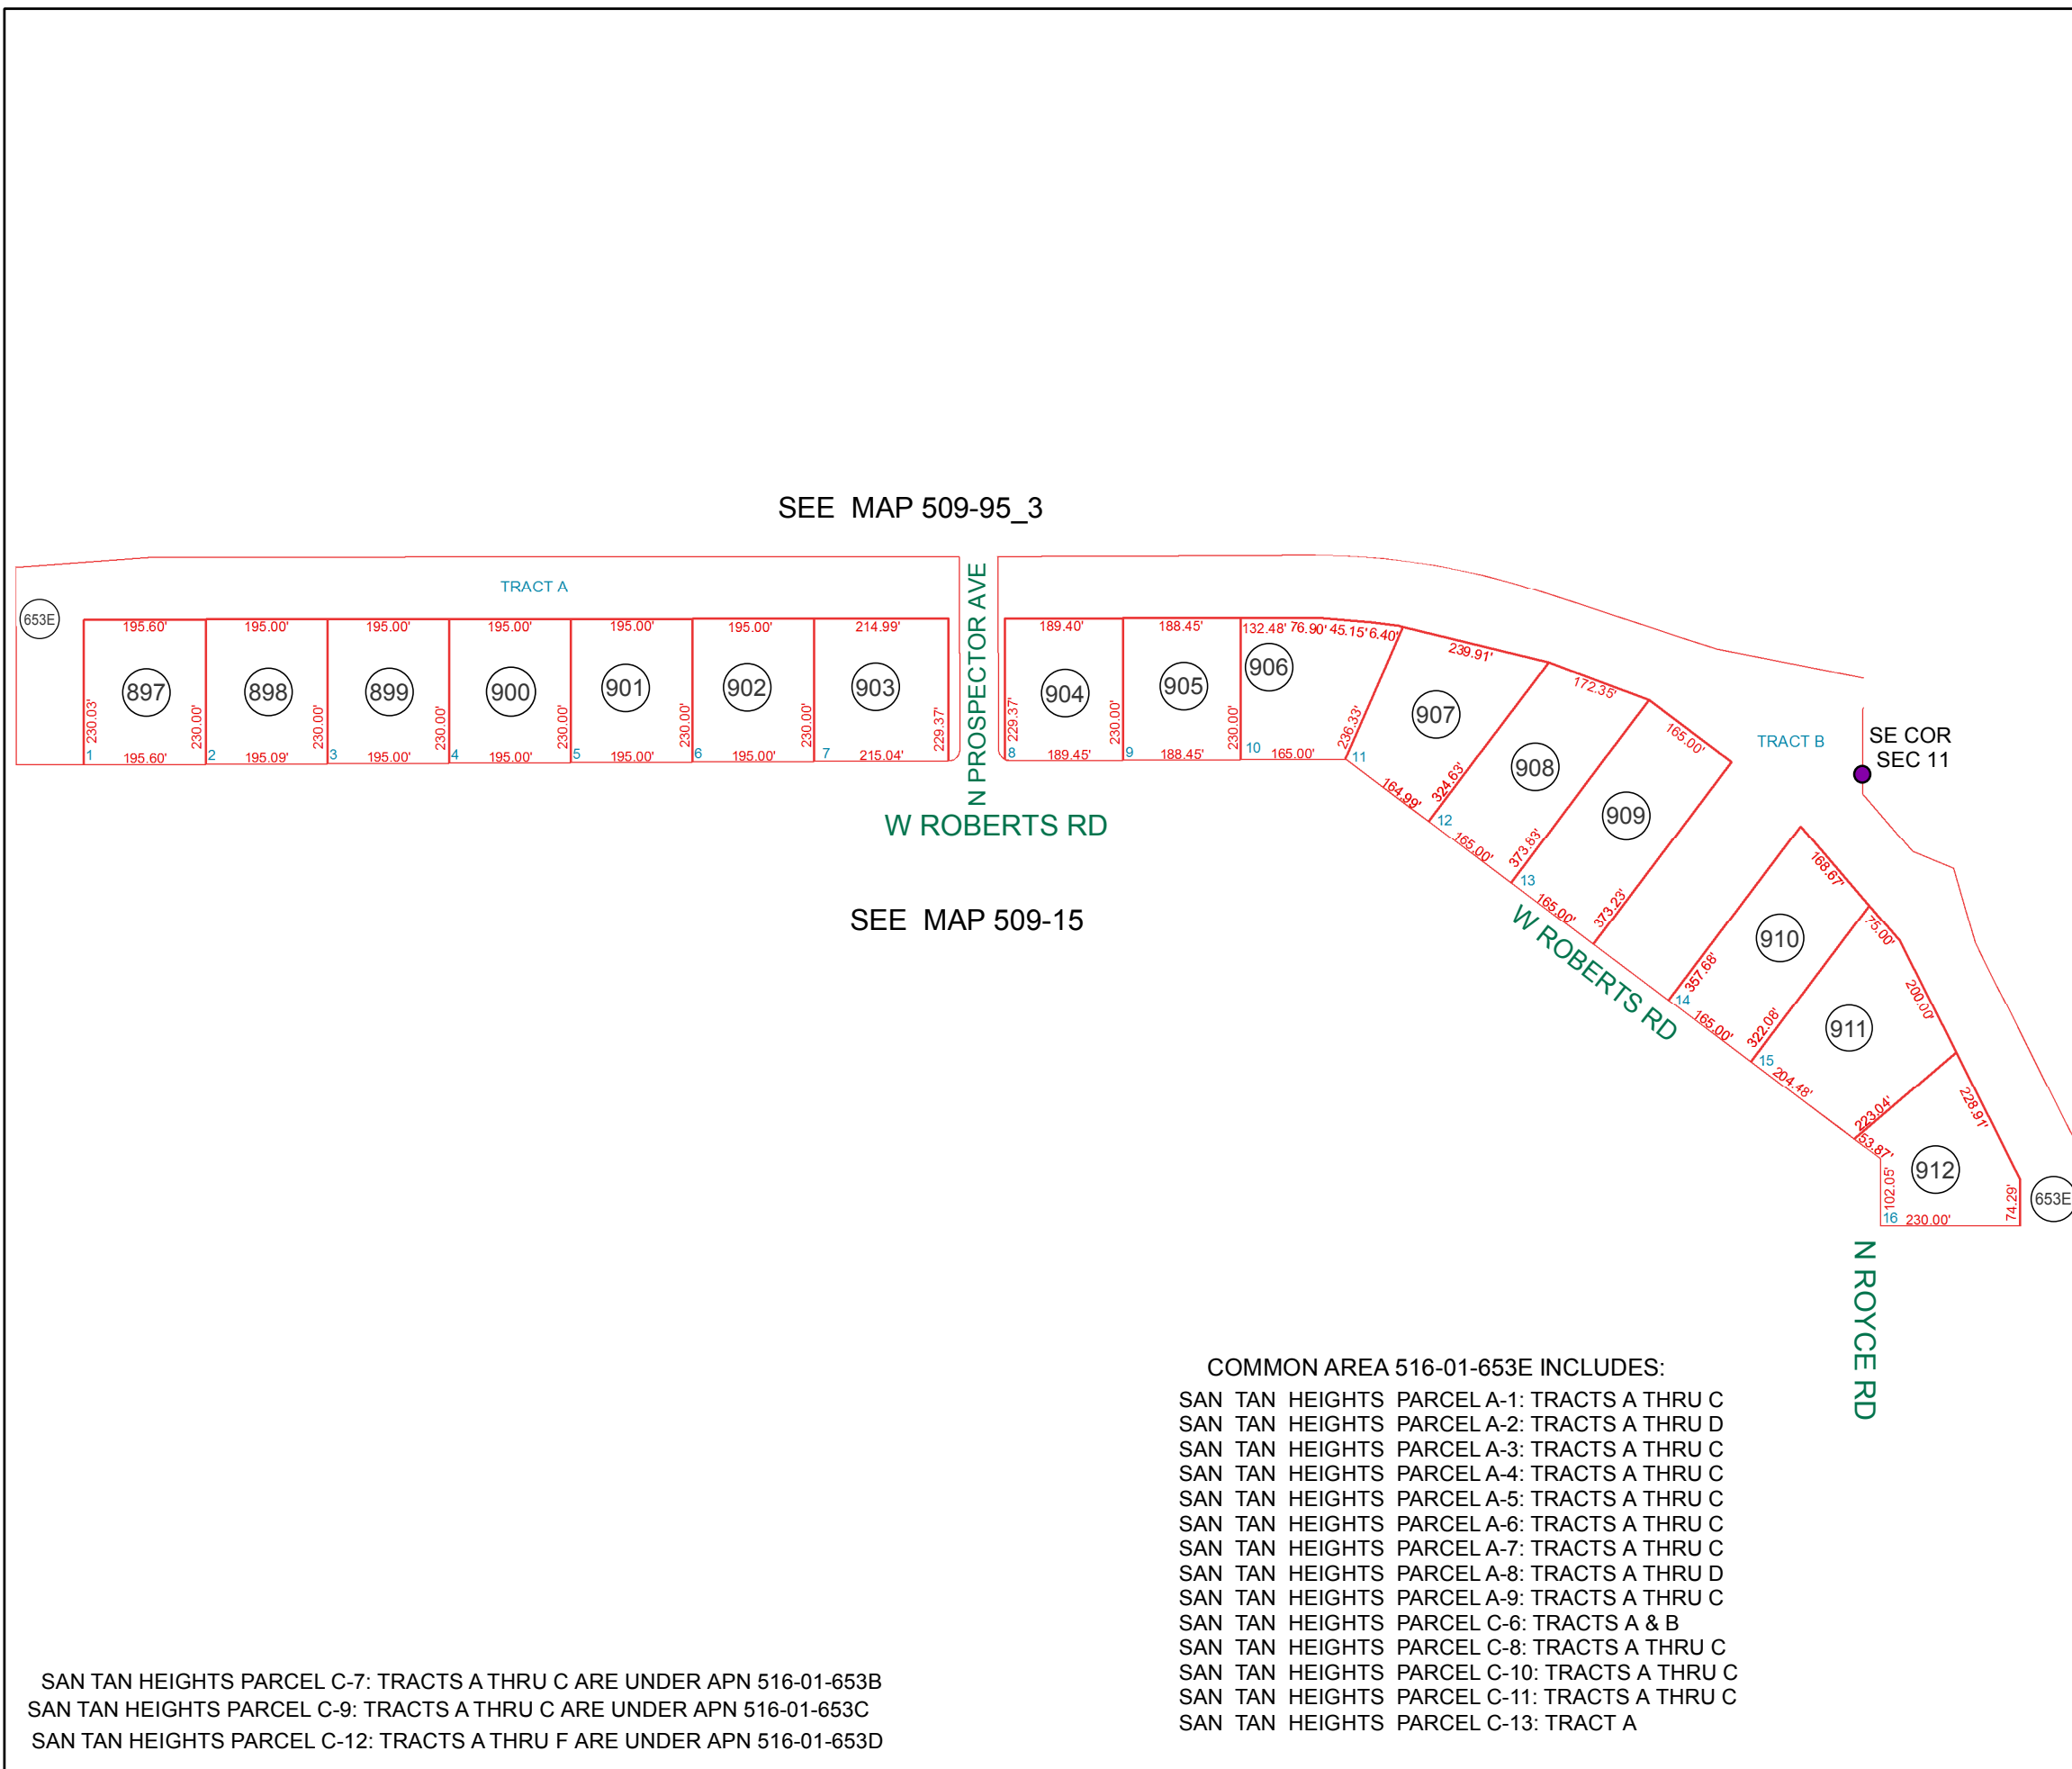 SEE MAP 509-95_3
TRACT A
N PROSPECTOR AVE
653E
195.60' 195.00' 195.00' 195.00' 195.00' 195.00' 214.99' 189.40' 188.45' 132.48' 76.90' 45.15' 6.40'
239.91'
172.35'
165.00'
897 898 899 900 901 902 903 904 905 906
907
908
909
230.03' 230.00' 230.00' 230.00' 230.00' 230.00' 230.00' 229.37' 229.37' 230.00' 230.00' 236.33'
324.63'
373.83'
373.23'
1 2 3 4 5 6 7 8 9 10 11
12
13
195.60' 195.09' 195.00' 195.00' 195.00' 195.00' 215.04' 189.45' 188.45' 165.00'
164.99'
165.00'
165.00'
TRACT B
SE COR
SEC 11
W ROBERTS RD
SEE MAP 509-15
W ROBERTS RD
168.67'
75.00'
910
357.68'
14
165.00'
200.00'
911
322.08'
15
204.48'
223.04'
228.91'
53.87'
912
102.05'
74.29'
653E
16 230.00'
N ROYCE RD
COMMON AREA 516-01-653E INCLUDES:
SAN TAN HEIGHTS PARCEL A-1: TRACTS A THRU C
SAN TAN HEIGHTS PARCEL A-2: TRACTS A THRU D
SAN TAN HEIGHTS PARCEL A-3: TRACTS A THRU C
SAN TAN HEIGHTS PARCEL A-4: TRACTS A THRU C
SAN TAN HEIGHTS PARCEL A-5: TRACTS A THRU C
SAN TAN HEIGHTS PARCEL A-6: TRACTS A THRU C
SAN TAN HEIGHTS PARCEL A-7: TRACTS A THRU C
SAN TAN HEIGHTS PARCEL A-8: TRACTS A THRU D
SAN TAN HEIGHTS PARCEL A-9: TRACTS A THRU C
SAN TAN HEIGHTS PARCEL C-6: TRACTS A & B
SAN TAN HEIGHTS PARCEL C-8: TRACTS A THRU C
SAN TAN HEIGHTS PARCEL C-10: TRACTS A THRU C
SAN TAN HEIGHTS PARCEL C-11: TRACTS A THRU C
SAN TAN HEIGHTS PARCEL C-13: TRACT A
SAN TAN HEIGHTS PARCEL C-7: TRACTS A THRU C ARE UNDER APN 516-01-653B
SAN TAN HEIGHTS PARCEL C-9: TRACTS A THRU C ARE UNDER APN 516-01-653C
SAN TAN HEIGHTS PARCEL C-12: TRACTS A THRU F ARE UNDER APN 516-01-653D